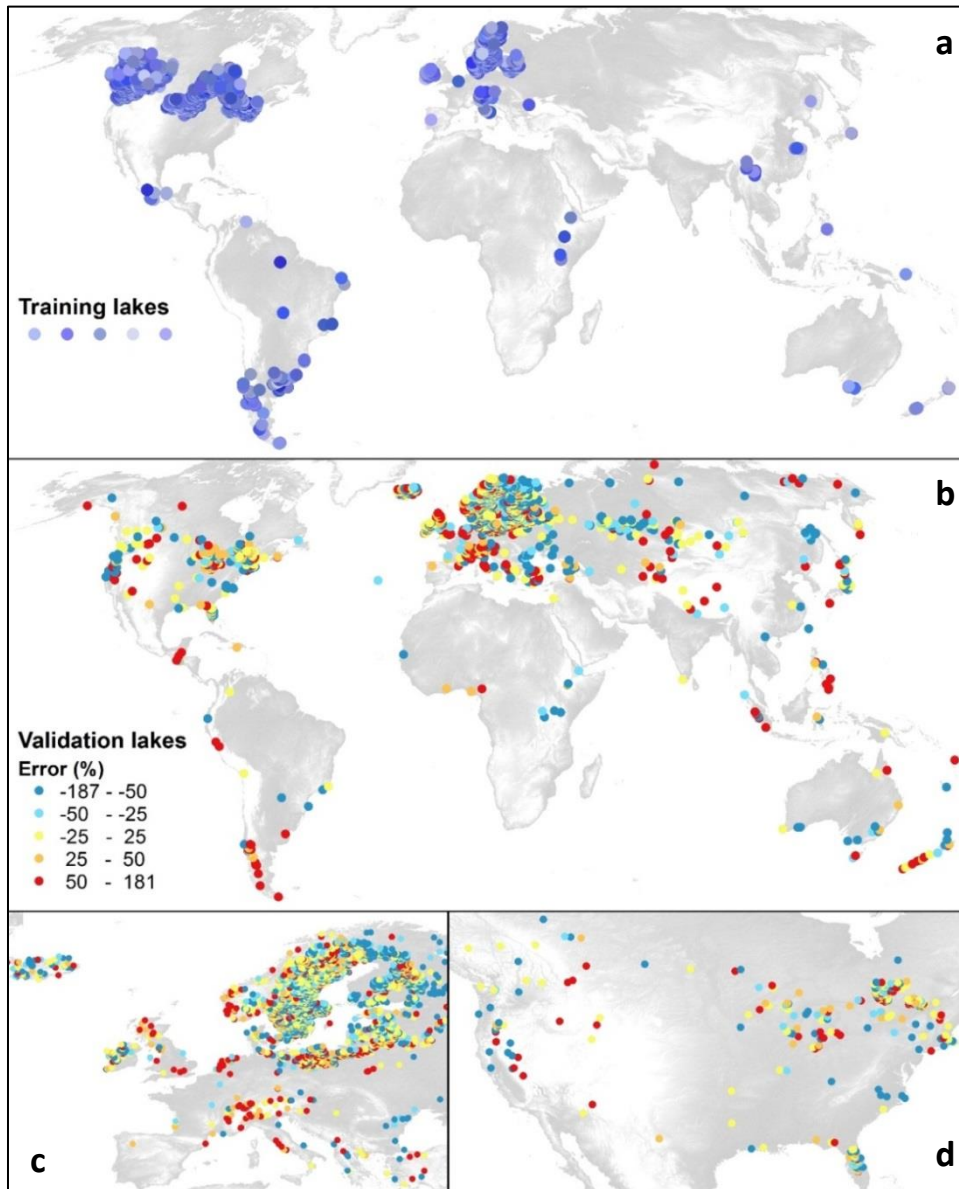 a
Training lakes
b
Validation lakes
Error (%)
-187 - -50
-50 - -25
-25 - 25
25 - 50
50 - 181
c
d